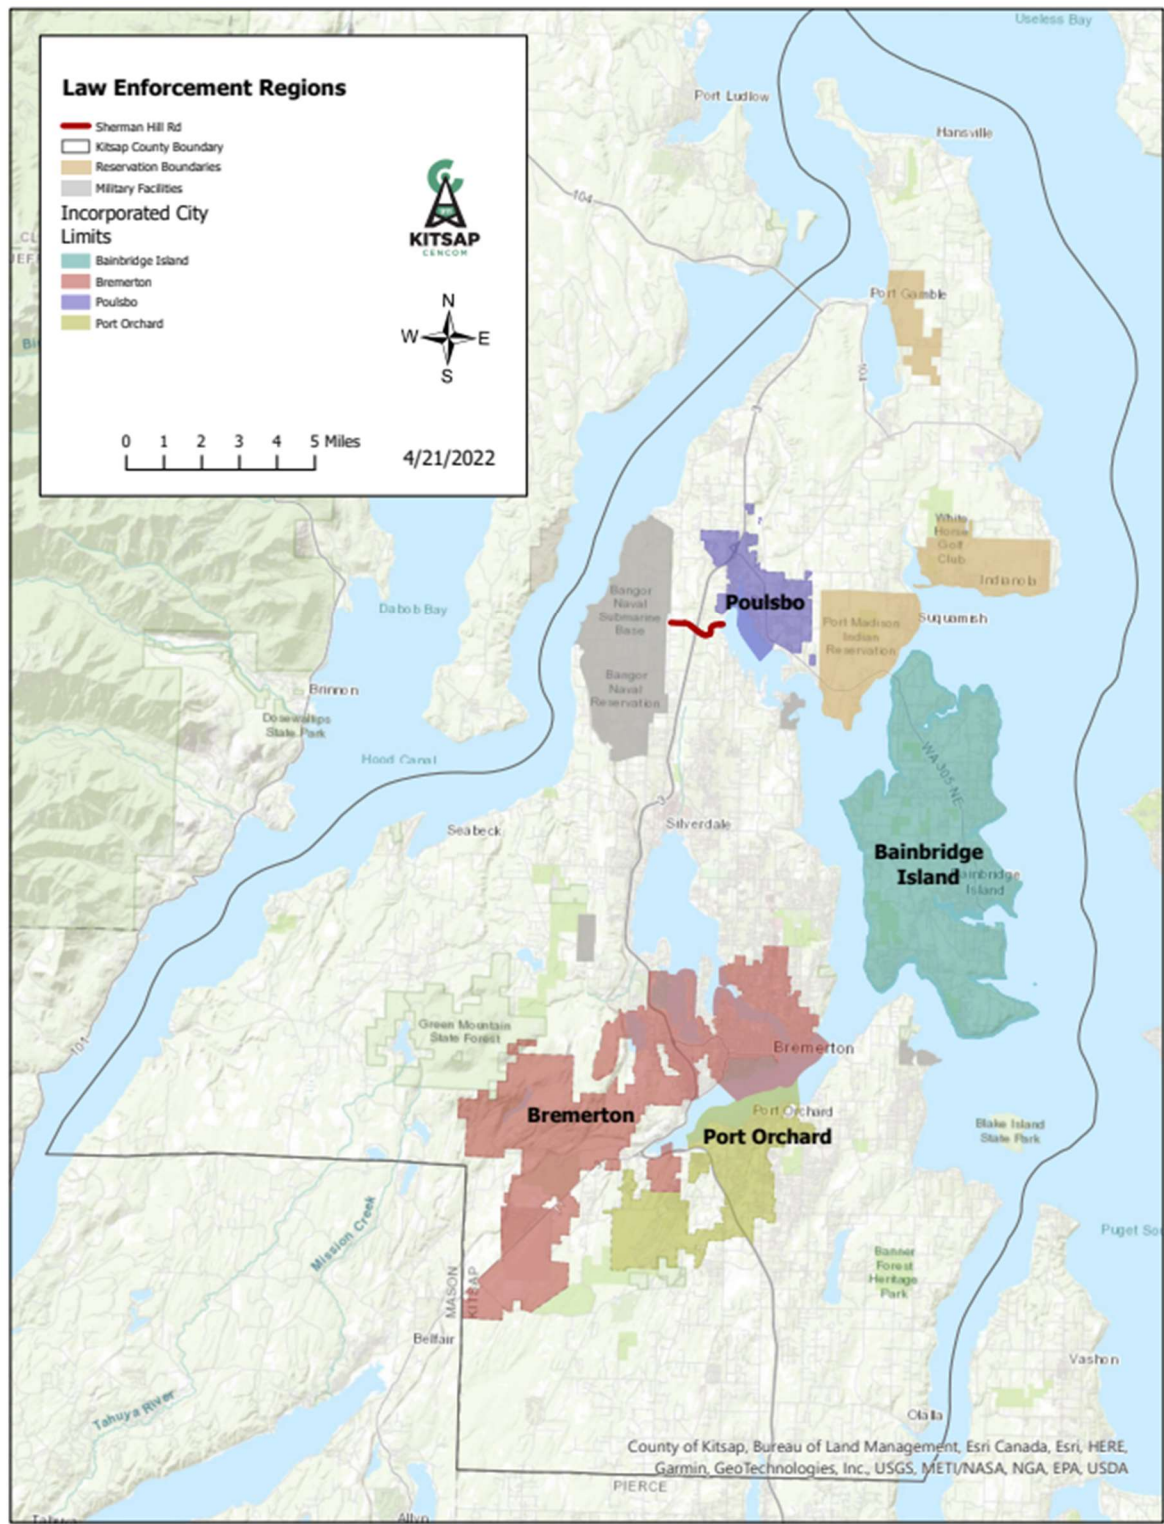 Useless Bay
Port Ludlow
Hansville
Law Enforcement Regions
Sherman Hill Rd
Kitsap County Boundary
Reservation Boundaries
Military Facilities
Incorporated City
Limits
Bainbridge Island
Bremerton
Poulsbo
Port Orchard
KITSAP
CENCOM
N
W
E
S
0 1 2 3 4 5 Miles
4/21/2022
104
Port Gamble
104
3
White
Horse
Golf
Club
Indianola
Bangor
Naval
Submarine
Base
Bangor
Naval
Reservation
Poulsbo
Port Madison
Indian
Reservation
Suquamish
Dabob Bay
Brinnon
Dosewallips
State Park
Hood Canal
WA 305 NE
3
Seabeck
Silverdale
Bainbridge
Island
ainbridge
Island
Green Mountain
State Forest
101
Bremerton
Bremerton
Port Orchard
Port Orchard
Blake Island
State Park
Mission Creek
Puget So
Banner
Forest
Heritage
Park
MASON
KITSAP
Belfair
Vashon
Tahuya River
Olalla
County of Kitsap, Bureau of Land Management, Esri Canada, Esri, HERE,
Garmin, GeoTechnologies, Inc., USGS, METI/NASA, NGA, EPA, USDA
PIERCE
Allyn